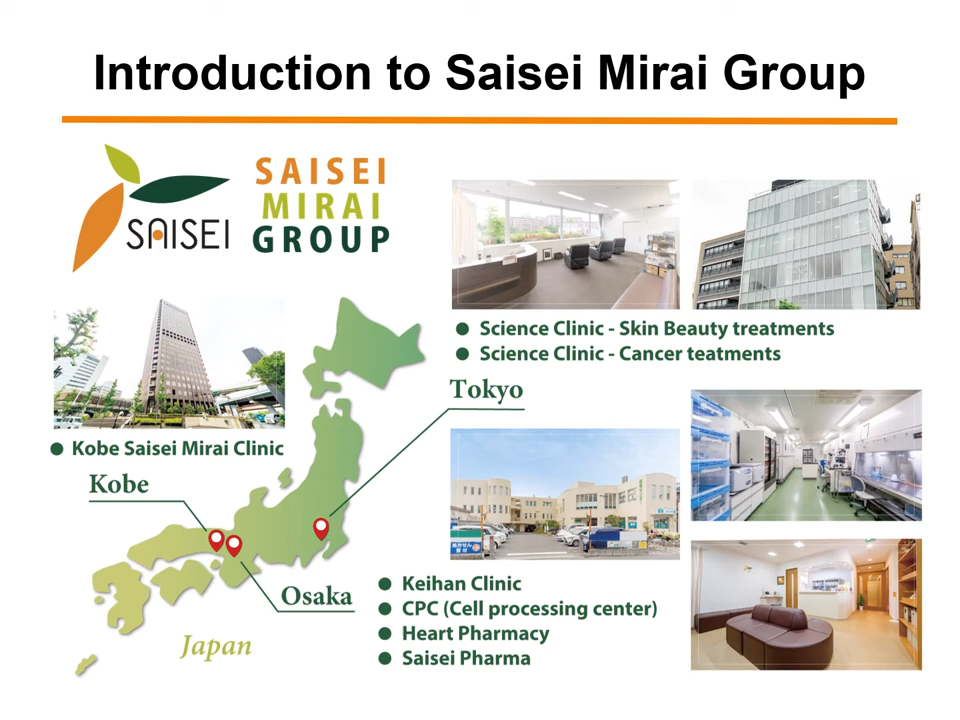 Introduction to Saisei Mirai Group
SAISEI
SAISEI
MIRAI
GROUP
Science Clinic - Skin Beauty treatments
Science Clinic - Cancer teatments
Tokyo
Kobe Saisei Mirai Clinic
Kobe
Osaka
Japan
Keihan Clinic
CPC (Cell processing center)
Heart Pharmacy
Saisei Pharma